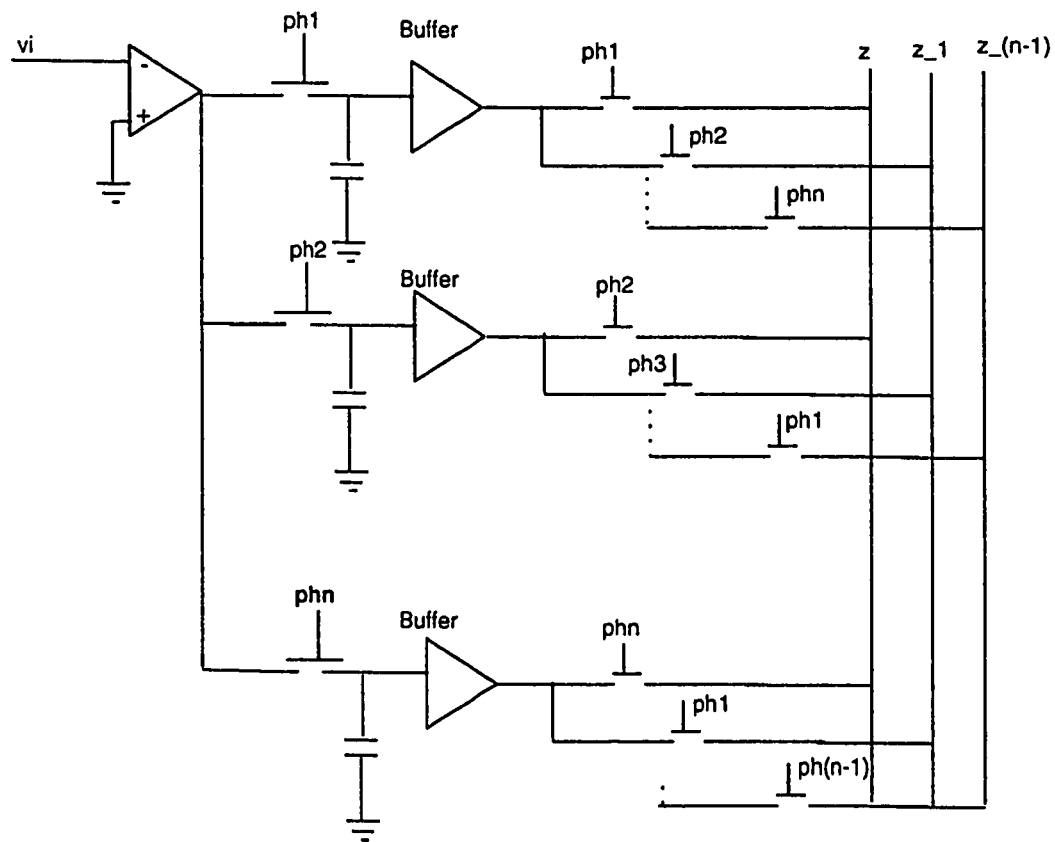 ph1
Buffer
vi
ph1
z
z_1
z_(n-1)
-
+
ph2
phn
ph2
Buffer
ph2
ph3
ph1
phn
Buffer
phn
ph1
ph(n-1)